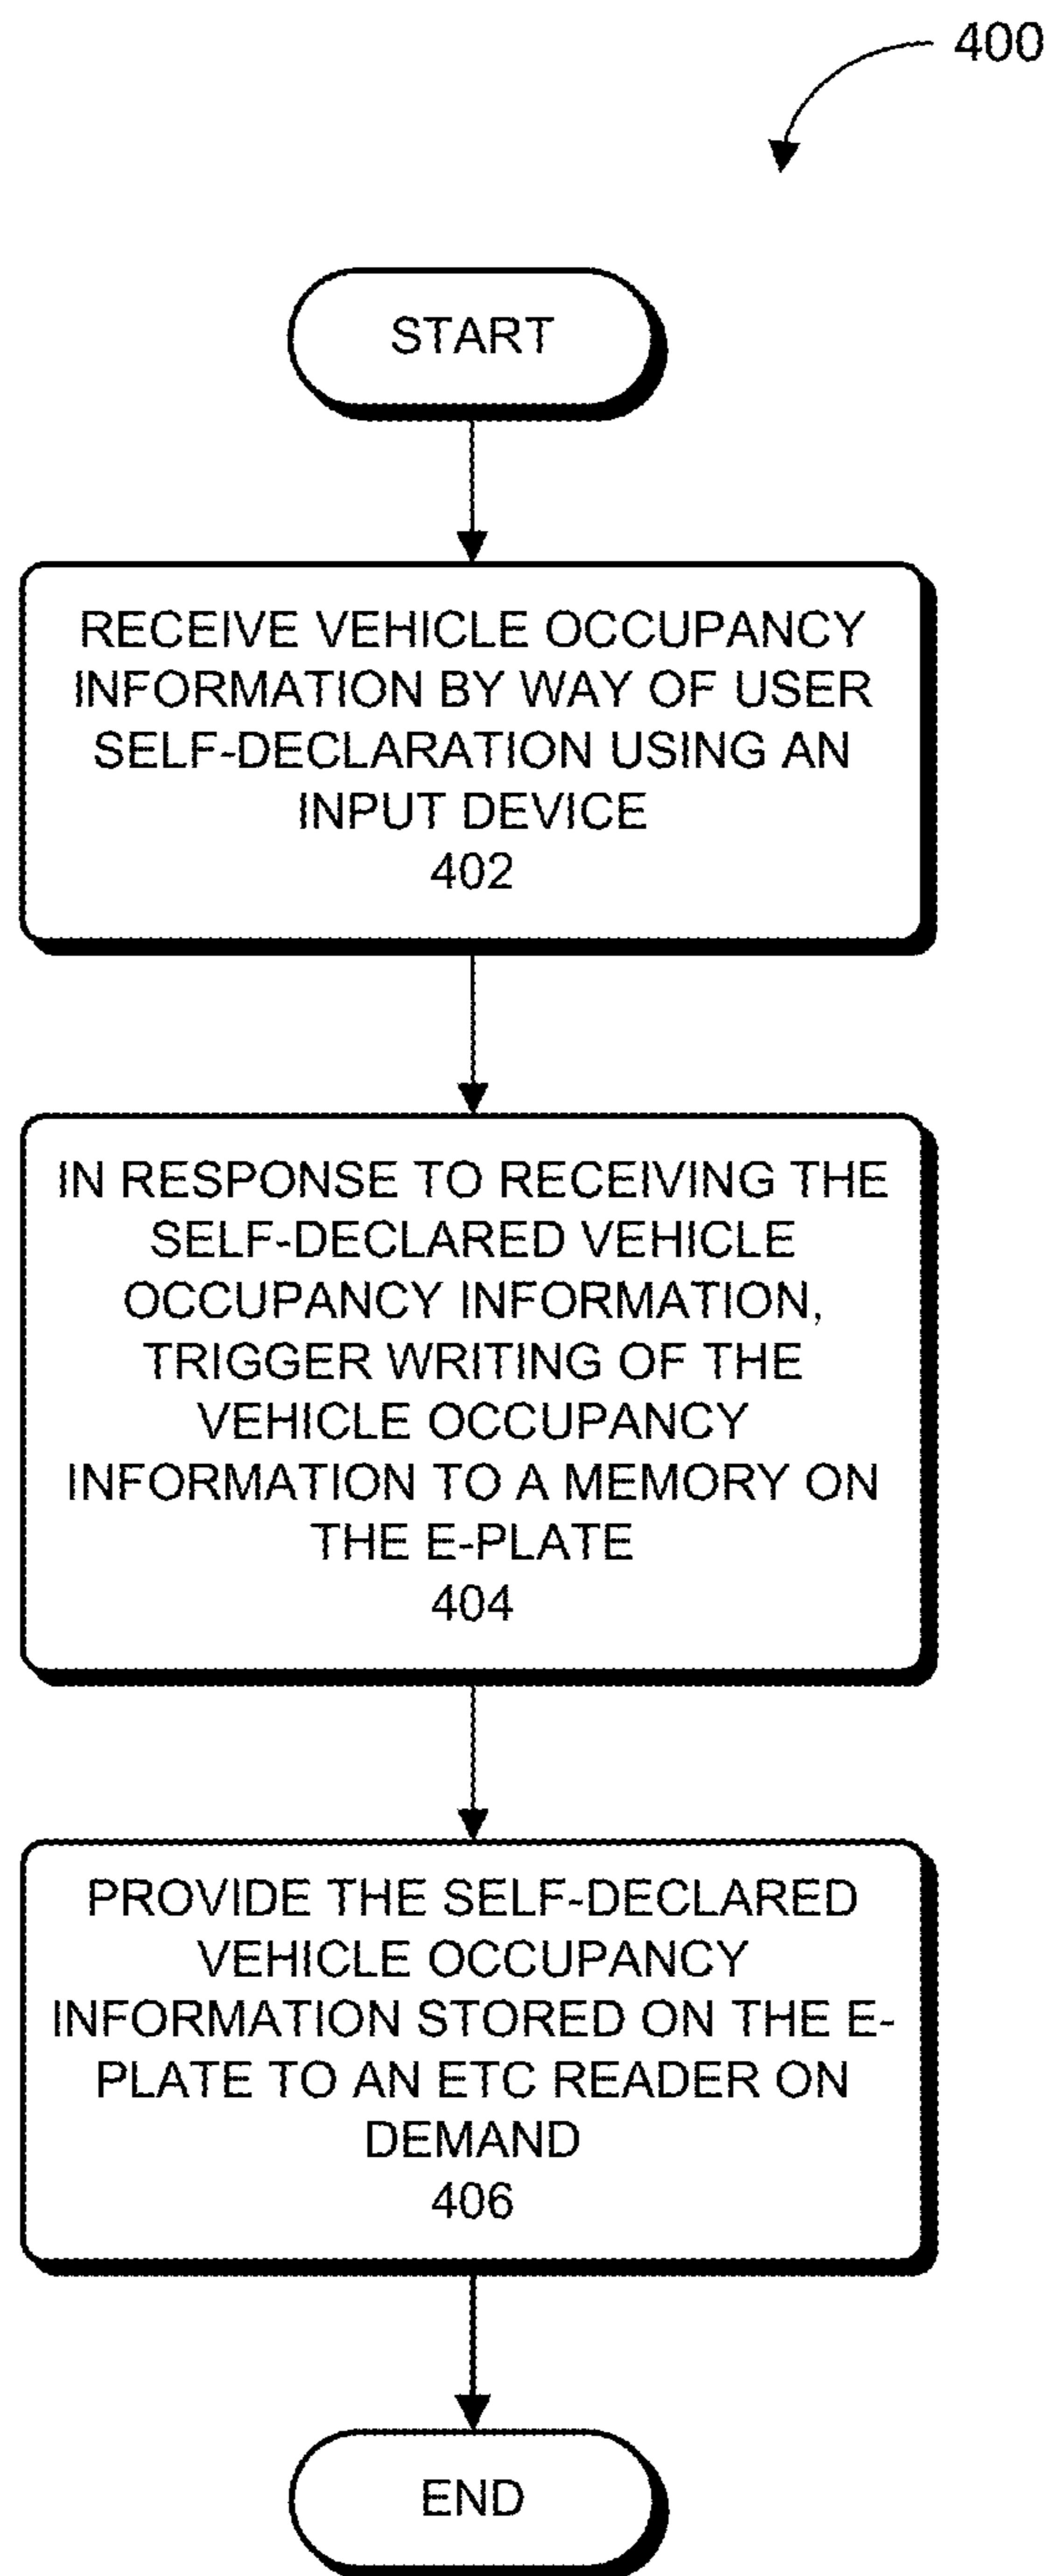 400
START
RECEIVE VEHICLE OCCUPANCY
INFORMATION BY WAY OF USER
SELF-DECLARATION USING AN
INPUT DEVICE
402
IN RESPONSE TO RECEIVING THE
SELF-DECLARED VEHICLE
OCCUPANCY INFORMATION,
TRIGGER WRITING OF THE
VEHICLE OCCUPANCY
INFORMATION TO A MEMORY ON
THE E-PLATE
404
PROVIDE THE SELF-DECLARED
VEHICLE OCCUPANCY
INFORMATION STORED ON THE E-
PLATE TO AN ETC READER ON
DEMAND
406
END